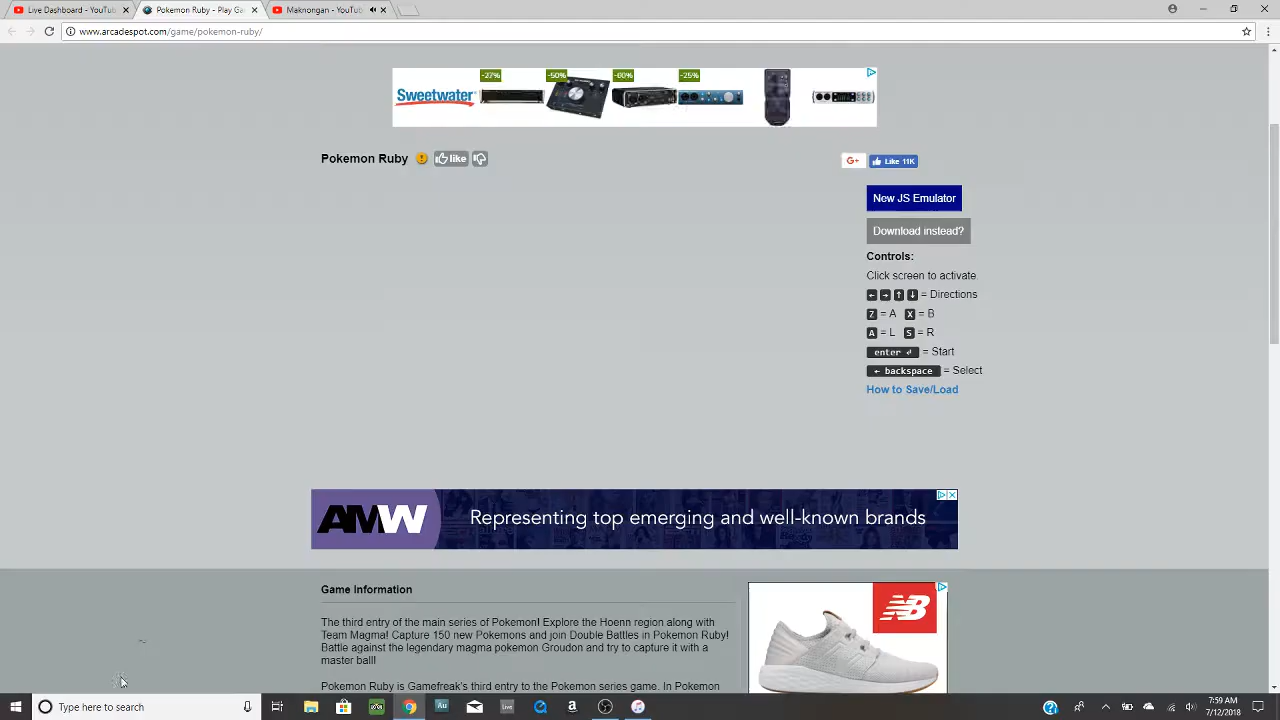 Live Dashboard - YouTub
Pokemon Ruby - Play Ga
Maknongan - YouTub
www.arcadespot.com/game/pokemon-ruby/
Sweetwater
-27%
-50%
-60%
-25%
Pokemon Ruby
like
G+
Like 11K
New JS Emulator
Download instead?
Controls:
Click screen to activate.
← → ↑ ↓ = Directions
Z = A X = B
A = L S = R
enter ↲ = Start
← backspace = Select
How to Save/Load
AMW
Representing top emerging and well-known brands
Game Information
The third entry of the main series of Pokemon! Explore the Hoenn region along with
Team Magma! Capture 150 new Pokemons and join Double Battles in Pokemon Ruby!
Battle against the legendary magma pokemon Groudon and try to capture it with a
master ball!
Pokemon Ruby is Gamefreak's third entry to the Pokemon series game. In Pokemon
NB
Type here to search
Au
Live
a
7:59 AM
7/12/2018